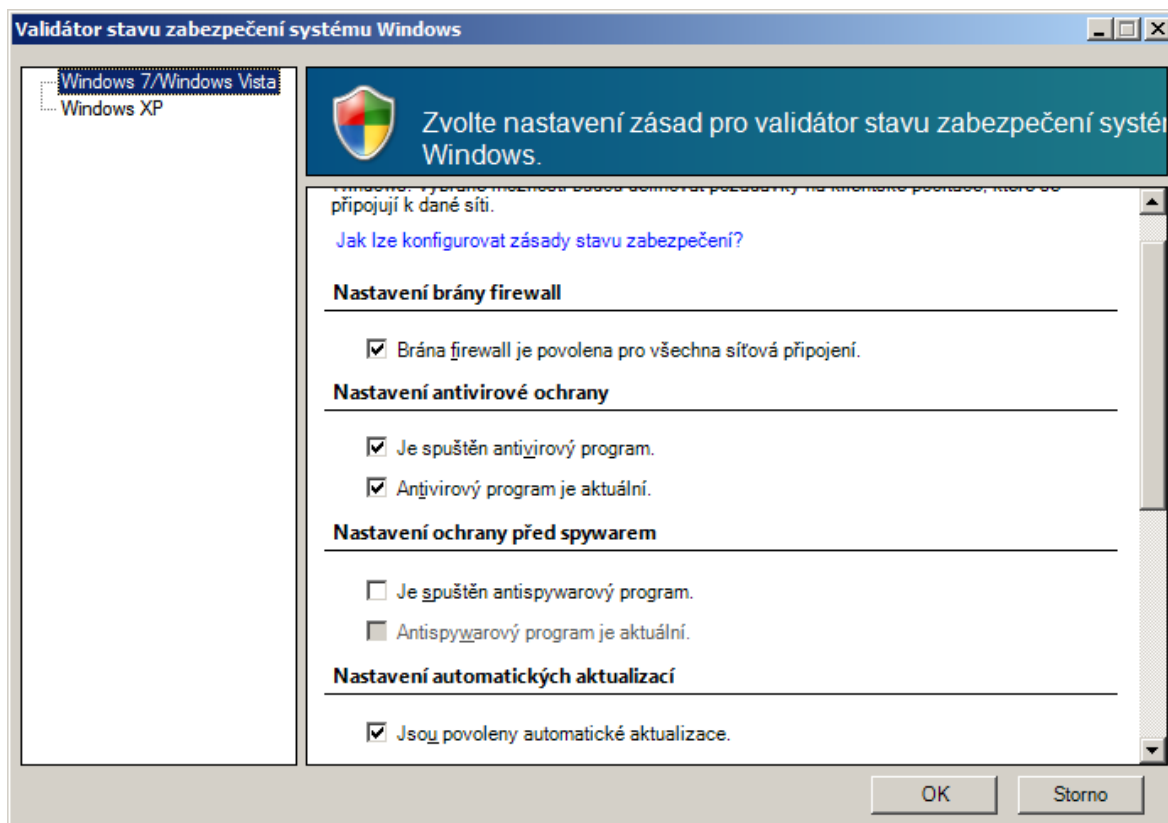 Validátor stavu zabezpečení systému Windows
Windows 7/Windows Vista
Windows XP
Zvolte nastavení zásad pro validátor stavu zabezpečení systé
Windows.
připojují k dané síti.
Jak lze konfigurovat zásady stavu zabezpečení?
Nastavení brány firewall
Brána firewall je povolena pro všechna síťová připojení.
Nastavení antivirové ochrany
Je spuštěn antivirový program.
Antivirový program je aktuální.
Nastavení ochrany před spywarem
Je spuštěn antispywarový program.
Antispywarový program je aktuální.
Nastavení automatických aktualizací
Jsou povoleny automatické aktualizace.
OK
Storno